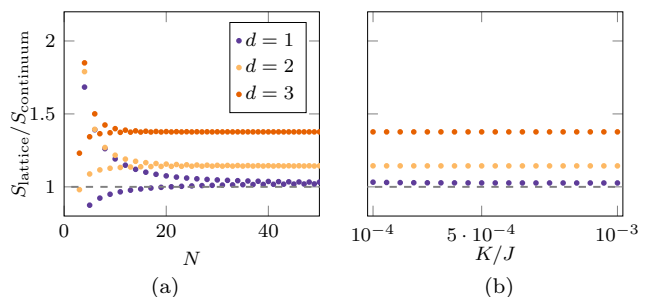 S_lattice/S_continuum
2
1.5
1
d = 1
d = 2
d = 3
0 20 40
N
(a)
10^−4 5 · 10^−4 10^−3
K/J
(b)